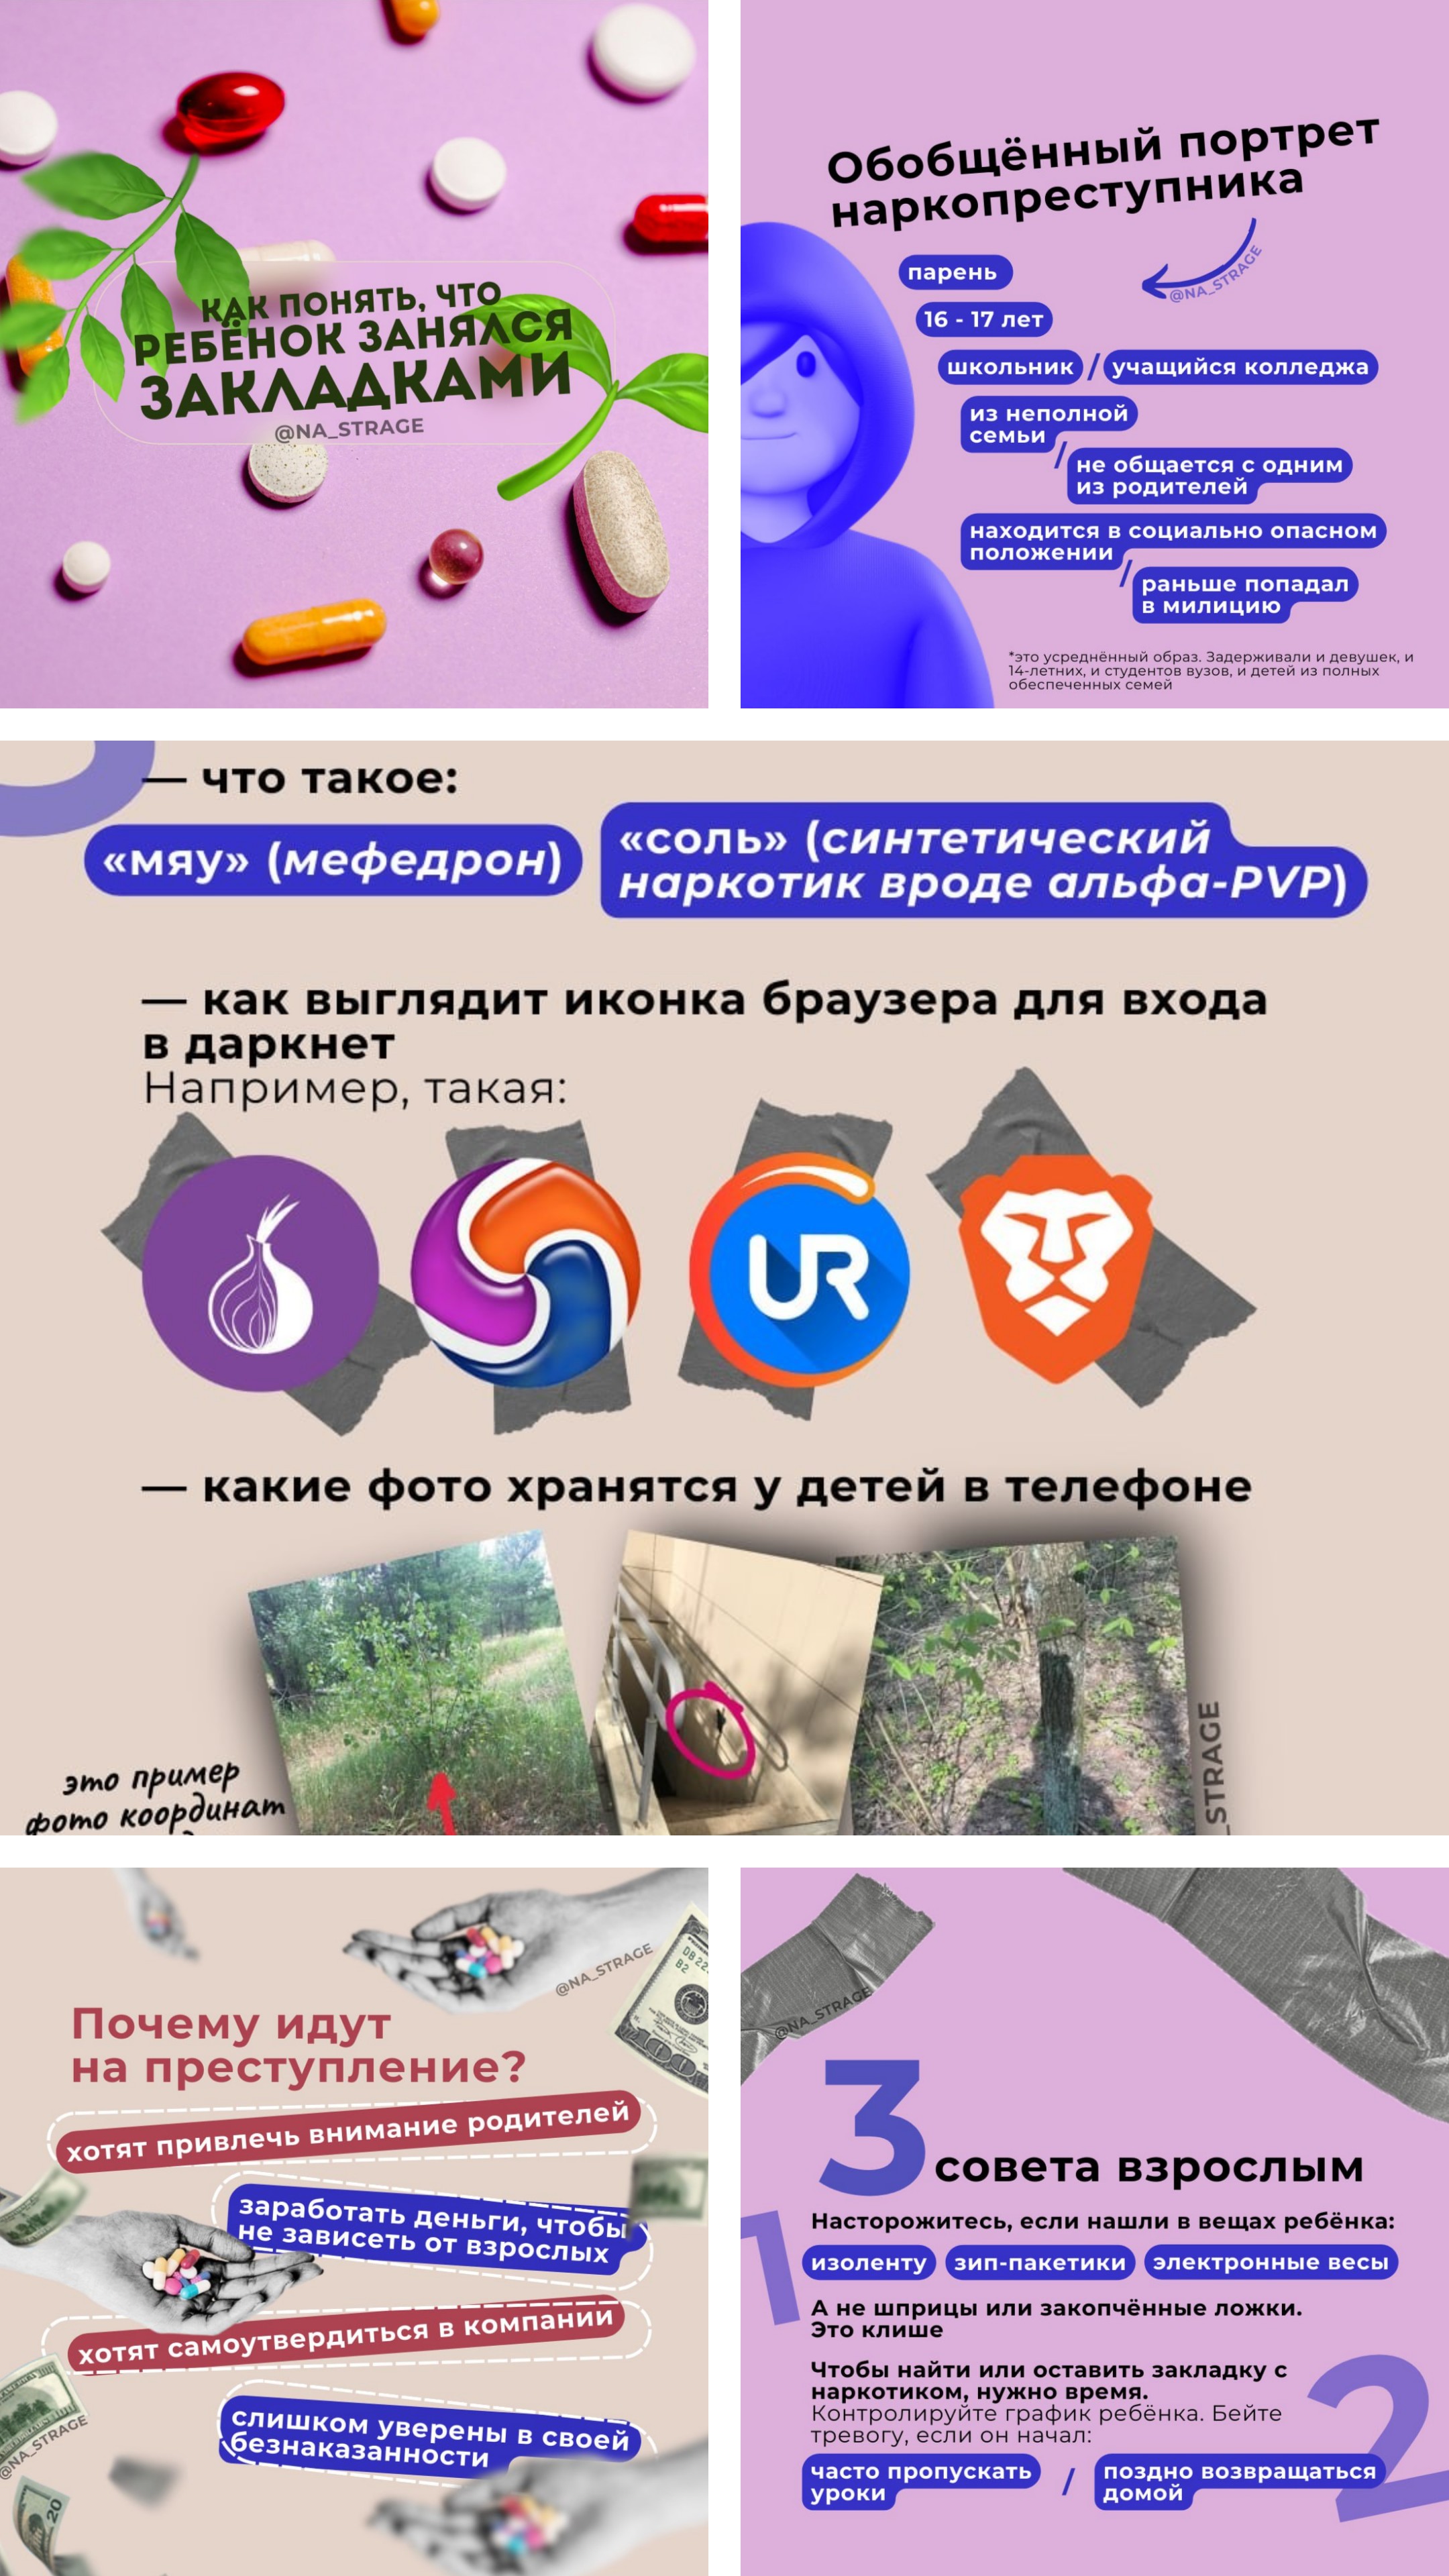 КАК ПОНЯТЬ, ЧТО
РЕБЁНОК ЗАНЯЛСЯ
ЗАКЛАДКАМИ
@NA_STRAGE
Обобщённый портрет
наркопреступника
@NA_STRAGE
парень
16 - 17 лет
школьник / учащийся колледжа
из неполной
семьи
/
не общается с одним
из родителей
находится в социально опасном
положении
/
раньше попадал
в милицию
*это усреднённый образ. Задерживали и девушек, и
14-летних, и студентов вузов, и детей из полных
обеспеченных семей
— что такое:
«мяу» (мефедрон)
«соль» (синтетический
наркотик вроде альфа-PVP)
— как выглядит иконка браузера для входа
в даркнет
Например, такая:
UR
— какие фото хранятся у детей в телефоне
это пример
фото координат
_STRAGE
@NA_STRAGE
Почему идут
на преступление?
хотят привлечь внимание родителей
заработать деньги, чтобы
не зависеть от взрослых
хотят самоутвердиться в компании
слишком уверены в своей
безнаказанности
@NA_STRAGE
@NA_STRAGE
3 совета взрослым
1
Насторожитесь, если нашли в вещах ребёнка:
изоленту зип-пакетики электронные весы
А не шприцы или закопчённые ложки.
Это клише
2
Чтобы найти или оставить закладку с
наркотиком, нужно время.
Контролируйте график ребёнка. Бейте
тревогу, если он начал:
часто пропускать
уроки
/
поздно возвращаться
домой